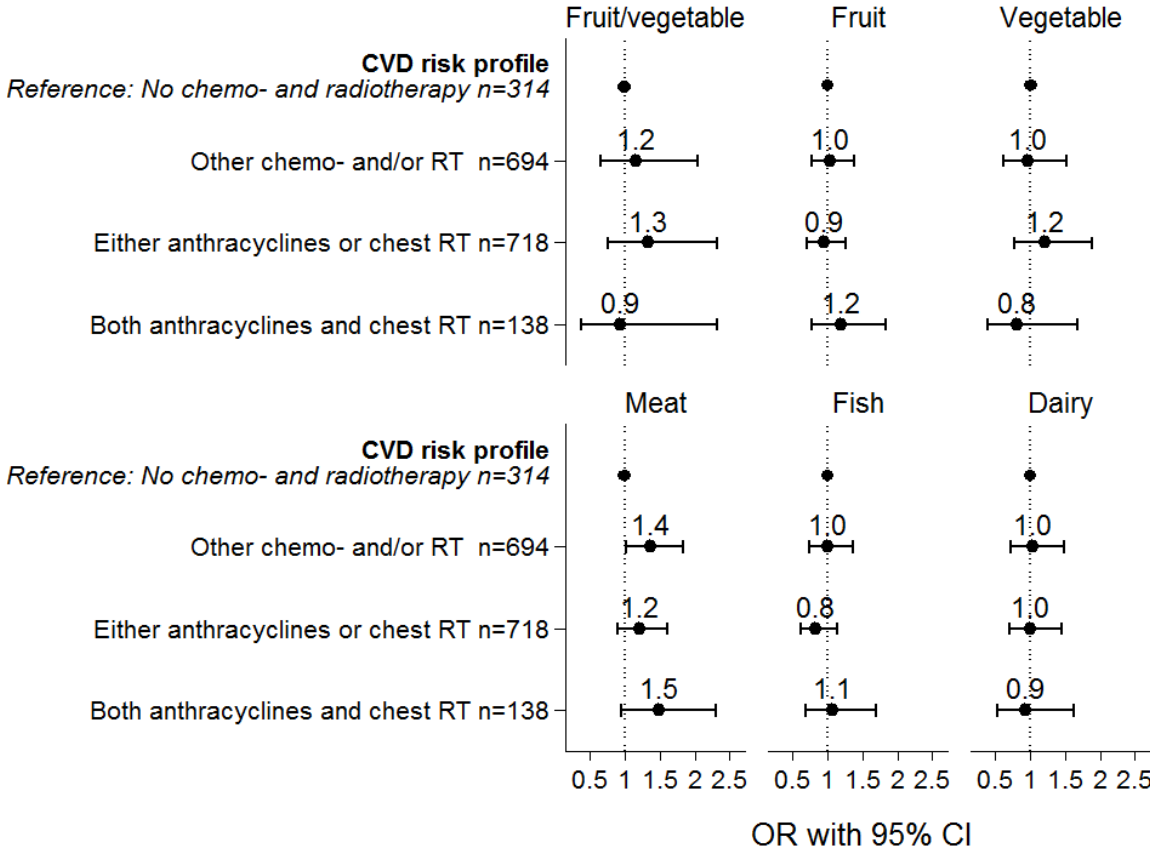 Fruit/vegetable Fruit Vegetable
CVD risk profile
Reference: No chemo- and radiotherapy n=314
Other chemo- and/or RT n=694 1.2 1.0 1.0
Either anthracyclines or chest RT n=718 1.3 0.9 1.2
Both anthracyclines and chest RT n=138 0.9 1.2 0.8
Meat Fish Dairy
CVD risk profile
Reference: No chemo- and radiotherapy n=314
Other chemo- and/or RT n=694 1.4 1.0 1.0
Either anthracyclines or chest RT n=718 1.2 0.8 1.0
Both anthracyclines and chest RT n=138 1.5 1.1 0.9
0.5 1 1.5 2 2.5 0.5 1 1.5 2 2.5 0.5 1 1.5 2 2.5
OR with 95% CI